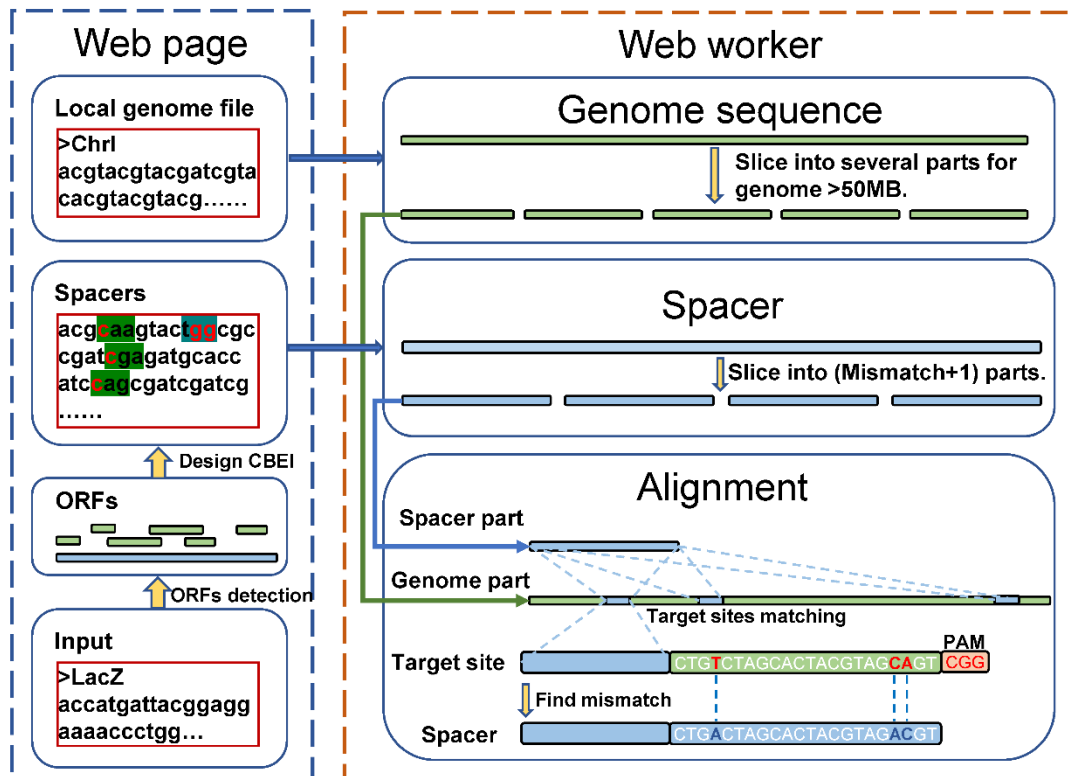 Web page
Local genome file
>ChrI
acgtacgtacgatcgta
cacgtacgtacg……
Spacers
acgcaagtactggcgc
cgatcgagatgcacc
atccagcgatcgatcg
……
Design CBEI
ORFs
ORFs detection
Input
>LacZ
accatgattacggagg
aaaaccctgg…
Web worker
Genome sequence
Slice into several parts for
genome >50MB.
Spacer
Slice into (Mismatch+1) parts.
Alignment
Spacer part
Genome part
Target sites matching
PAM
Target site
CTGTCTAGCACTACGTAGCAGT
CGG
Find mismatch
Spacer
CTGACTAGCACTACGTAGACGT